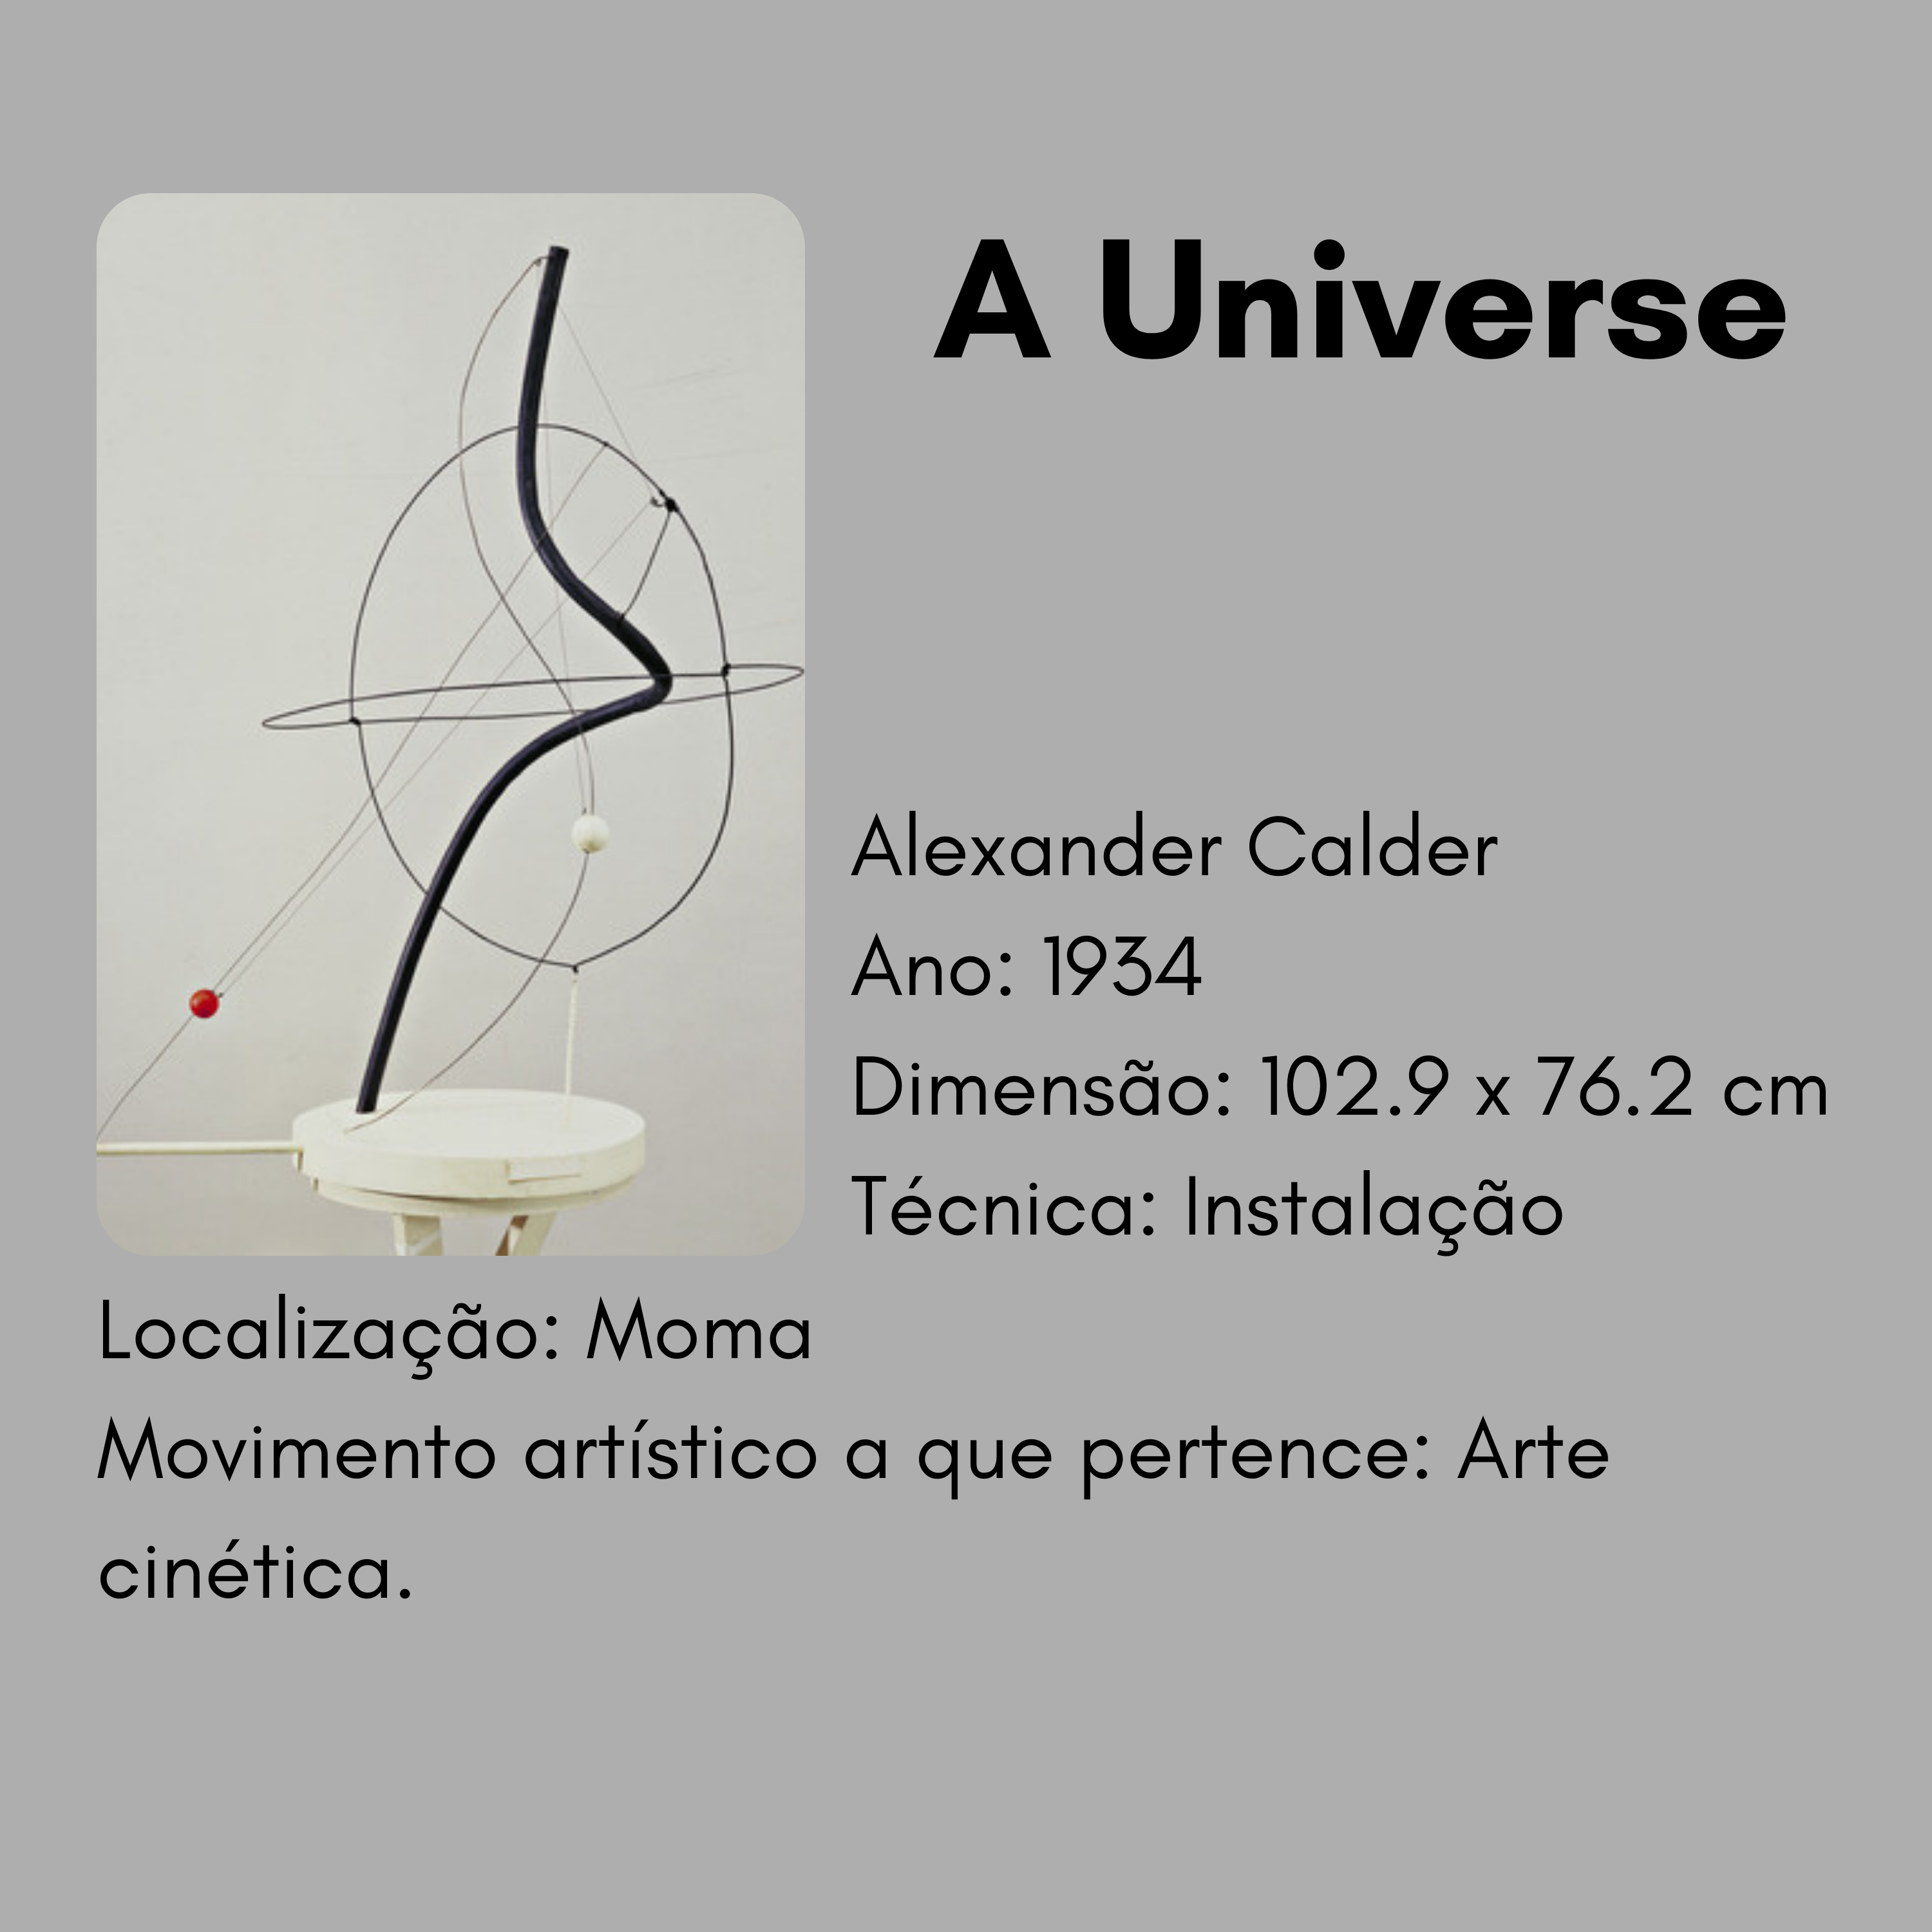 A Universe
Alexander Calder
Ano: 1934
Dimensão: 102.9 x 76.2 cm
Técnica: Instalação
Localização: Moma
Movimento artístico a que pertence: Arte
cinética.